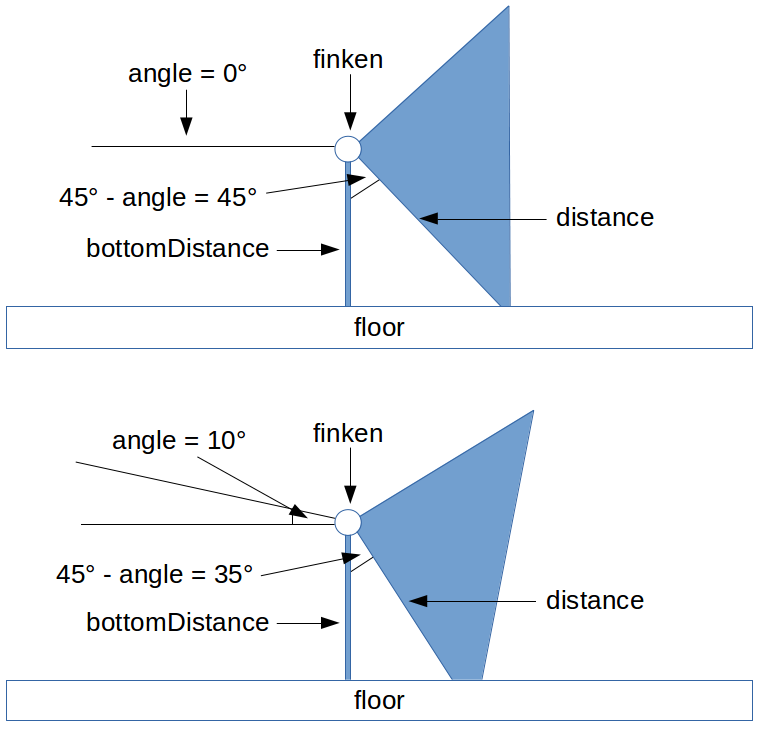 finken
angle = 0°
45° - angle = 45°
distance
bottomDistance
floor
finken
angle = 10°
45° - angle = 35°
distance
bottomDistance
floor